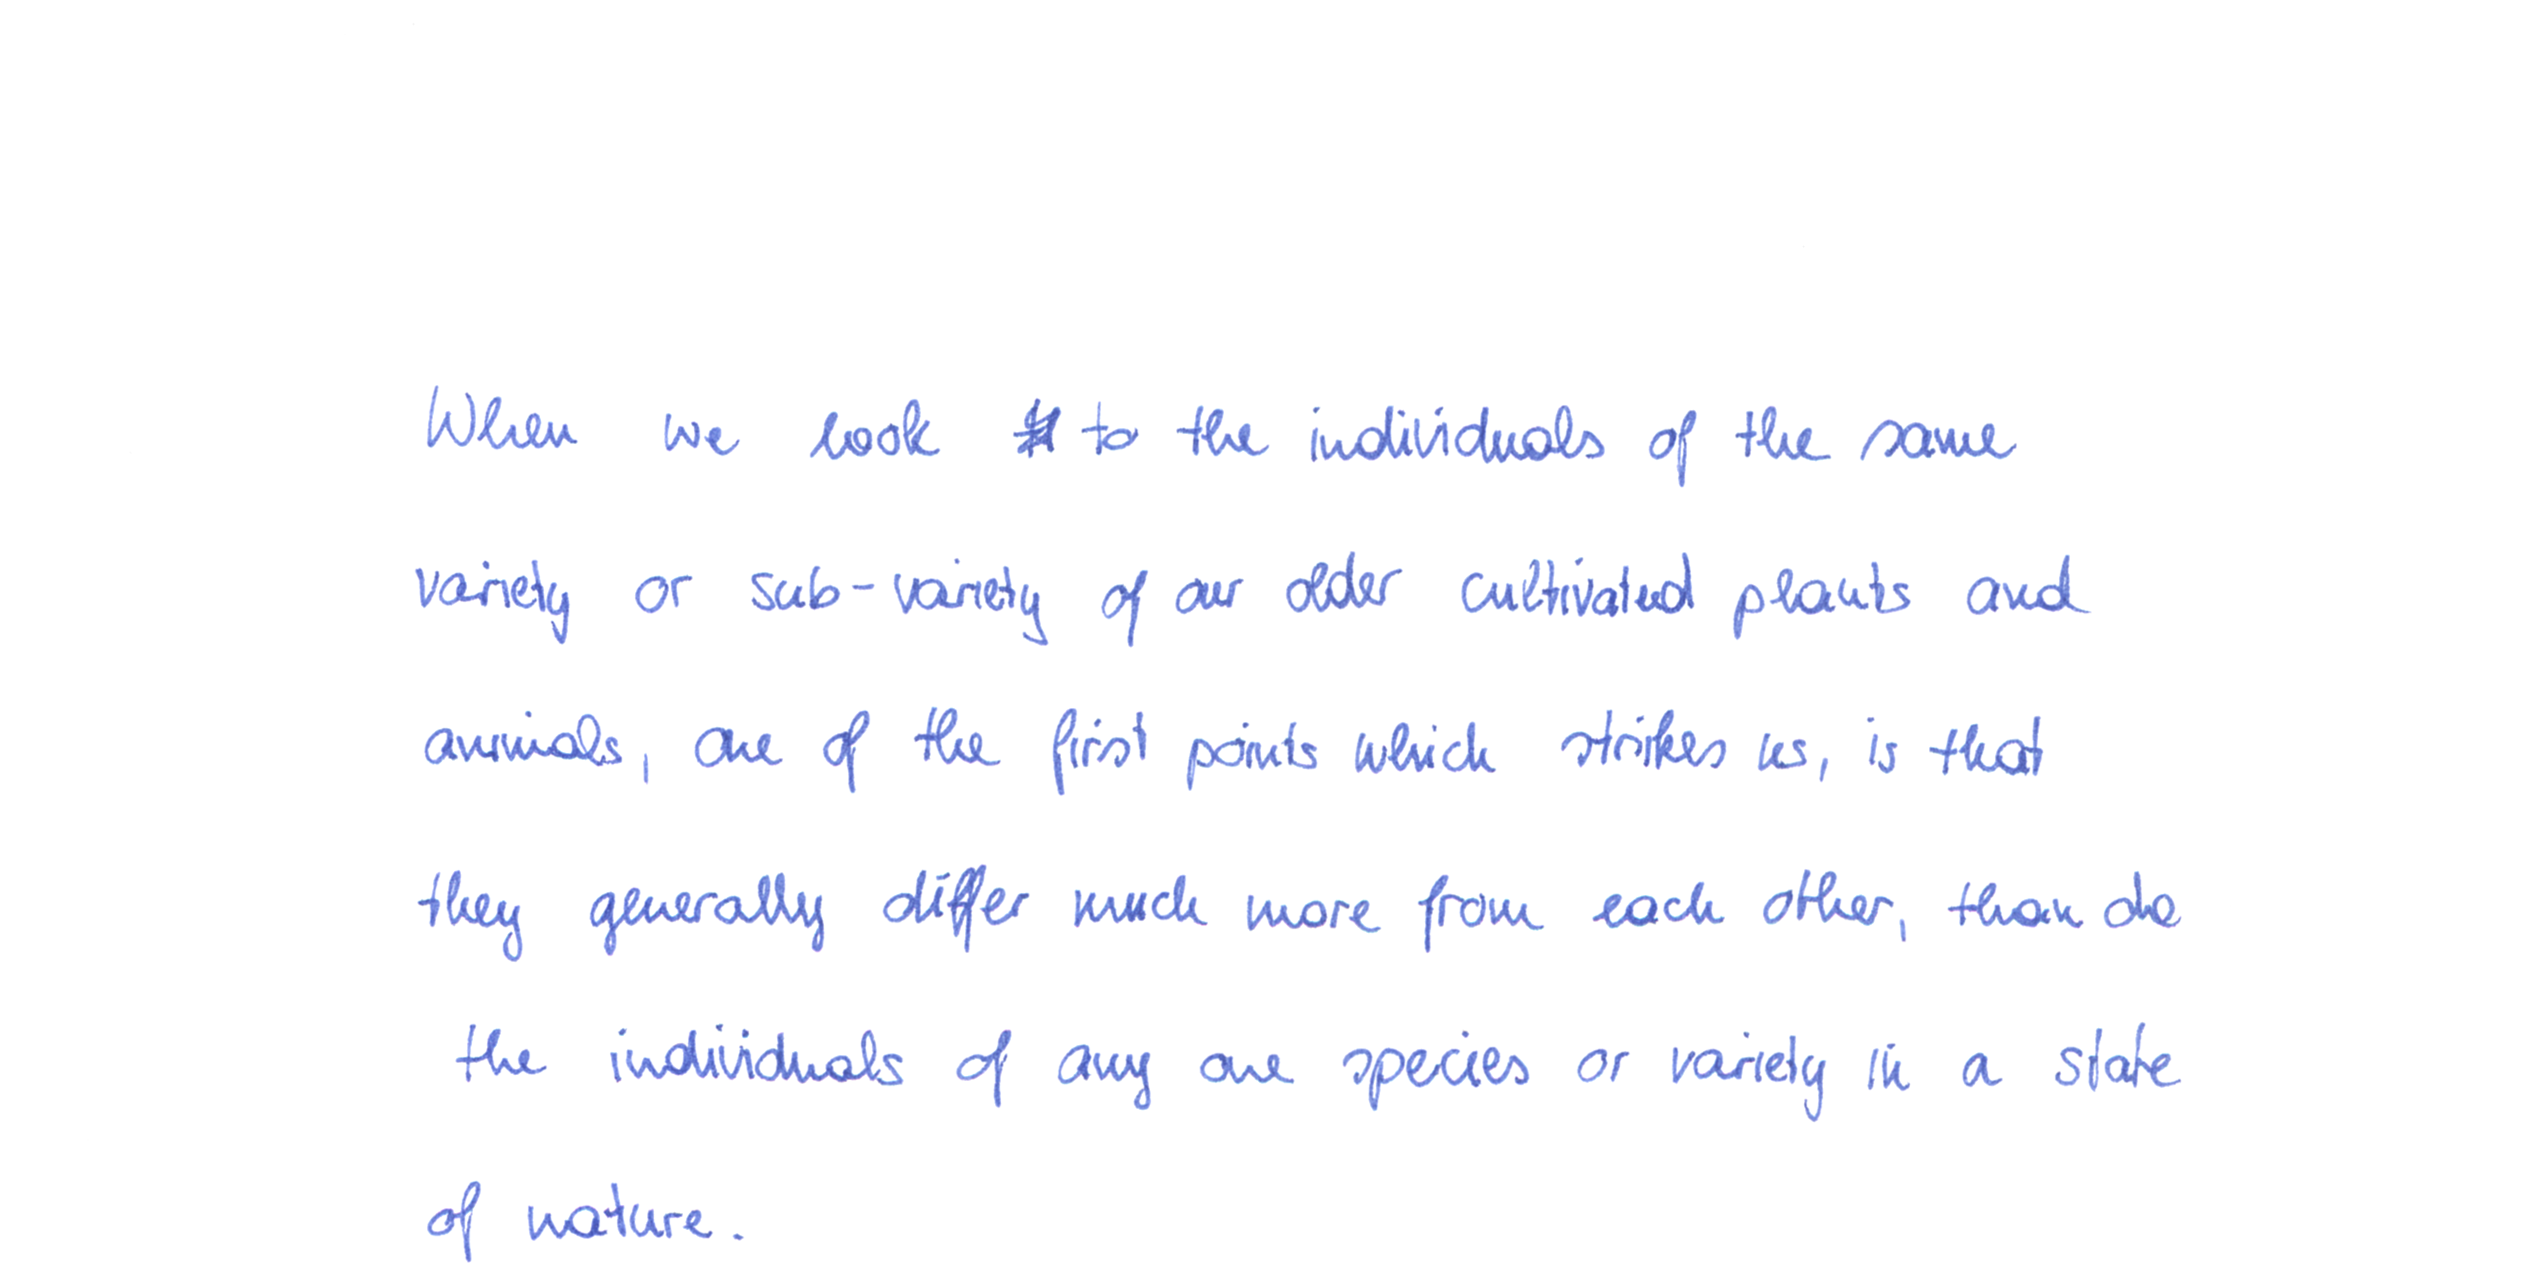 When we look to the individuals of the same
variety or sub-variety of our older cultivated plants and
animals, one of the first points which strikes us, is that
they generally differ much more from each other, than do
the individuals of any one species or variety in a state
of nature.